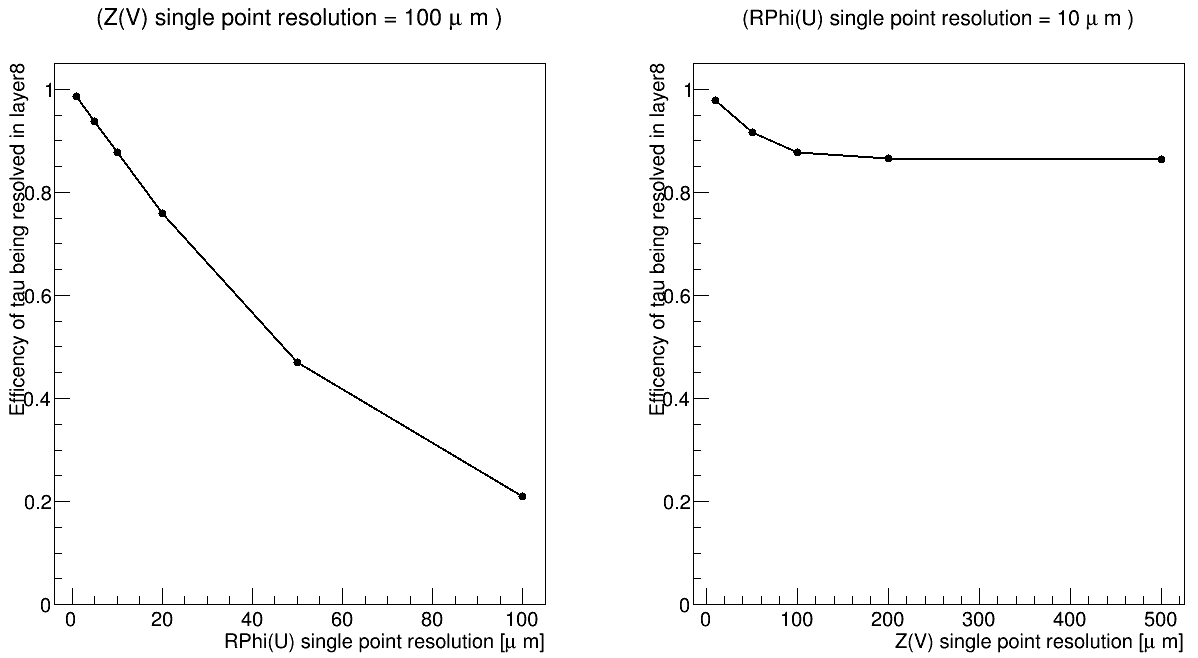 (Z(V) single point resolution = 100 μ m )
Efficency of tau being resolved in layer8
1
0.8
0.6
0.4
0.2
0
0 20 40 60 80 100
RPhi(U) single point resolution [μ m]
(RPhi(U) single point resolution = 10 μ m )
Efficency of tau being resolved in layer8
1
0.8
0.6
0.4
0.2
0
0 100 200 300 400 500
Z(V) single point resolution [μ m]